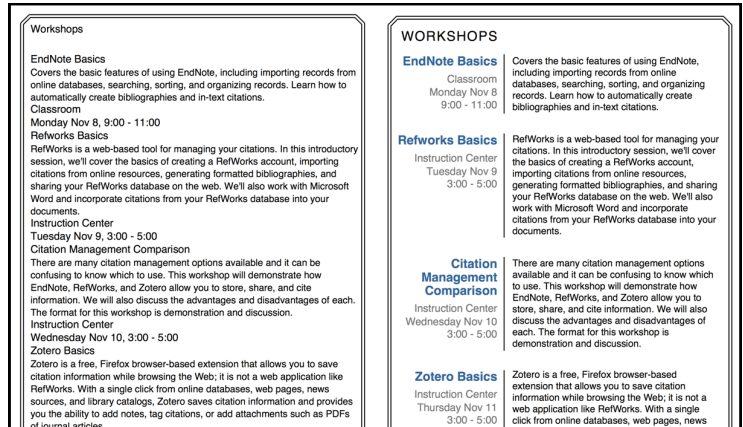 Workshops
EndNote Basics
Covers the basic features of using EndNote, including importing records from
online databases, searching, sorting, and organizing records. Learn how to
automatically create bibliographies and in-text citations.
Classroom
Monday Nov 8, 9:00 - 11:00
Refworks Basics
RefWorks is a web-based tool for managing your citations. In this introductory
session, we'll cover the basics of creating a RefWorks account, importing
citations from online resources, generating formatted bibliographies, and
sharing your RefWorks database on the web. We'll also work with Microsoft
Word and incorporate citations from your RefWorks database into your
documents.
Instruction Center
Tuesday Nov 9, 3:00 - 5:00
Citation Management Comparison
There are many citation management options available and it can be
confusing to know which to use. This workshop will demonstrate how
EndNote, RefWorks, and Zotero allow you to store, share, and cite
information. We will also discuss the advantages and disadvantages of each.
The format for this workshop is demonstration and discussion.
Instruction Center
Wednesday Nov 10, 3:00 - 5:00
Zotero Basics
Zotero is a free, Firefox browser-based extension that allows you to save
citation information while browsing the Web; it is not a web application like
RefWorks. With a single click from online databases, web pages, news
sources, and library catalogs, Zotero saves citation information and provides
you the ability to add notes, tag citations, or add attachments such as PDFs
of journal articles
WORKSHOPS
EndNote Basics
Classroom
Monday Nov 8
9:00 - 11:00
Covers the basic features of using EndNote,
including importing records from online
databases, searching, sorting, and organizing
records. Learn how to automatically create
bibliographies and in-text citations.
Refworks Basics
Instruction Center
Tuesday Nov 9
3:00 - 5:00
RefWorks is a web-based tool for managing your
citations. In this introductory session, we'll cover
the basics of creating a RefWorks account,
importing citations from online resources,
generating formatted bibliographies, and sharing
your RefWorks database on the web. We'll also
work with Microsoft Word and incorporate
citations from your RefWorks database into your
documents.
Citation
Management
Comparison
Instruction Center
Wednesday Nov 10
3:00 - 5:00
There are many citation management options
available and it can be confusing to know which
to use. This workshop will demonstrate how
EndNote, RefWorks, and Zotero allow you to
store, share, and cite information. We will also
discuss the advantages and disadvantages of
each. The format for this workshop is
demonstration and discussion.
Zotero Basics
Instruction Center
Thursday Nov 11
3:00 - 5:00
Zotero is a free, Firefox browser-based
extension that allows you to save citation
information while browsing the Web; it is not a
web application like RefWorks. With a single
click from online databases, web pages, news